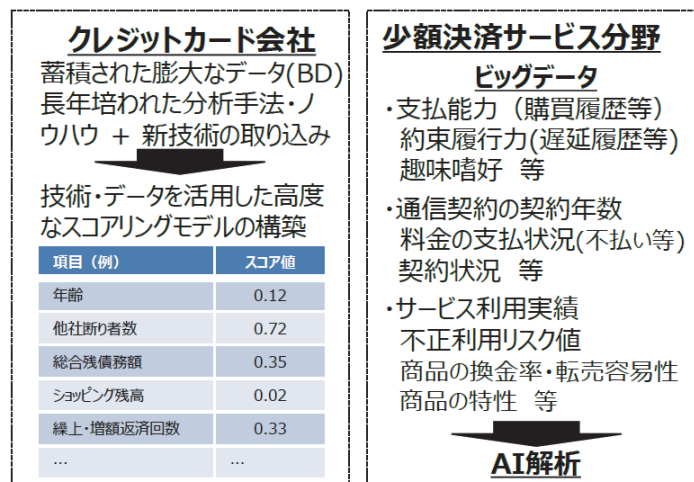 クレジットカード会社
蓄積された膨大なデータ(BD)
長年培われた分析手法・ノ
ウハウ + 新技術の取り込み
技術・データを活用した高度
なスコアリングモデルの構築
項目（例） スコア値
年齢 0.12
他社断り者数 0.72
総合残債務額 0.35
ショッピング残高 0.02
繰上・増額返済回数 0.33
… …
少額決済サービス分野
ビッグデータ
・支払能力（購買履歴等）
約束履行力(遅延履歴等)
趣味嗜好 等
・通信契約の契約年数
料金の支払状況(不払い等)
契約状況 等
・サービス利用実績
不正利用リスク値
商品の換金率・転売容易性
商品の特性 等
AI解析